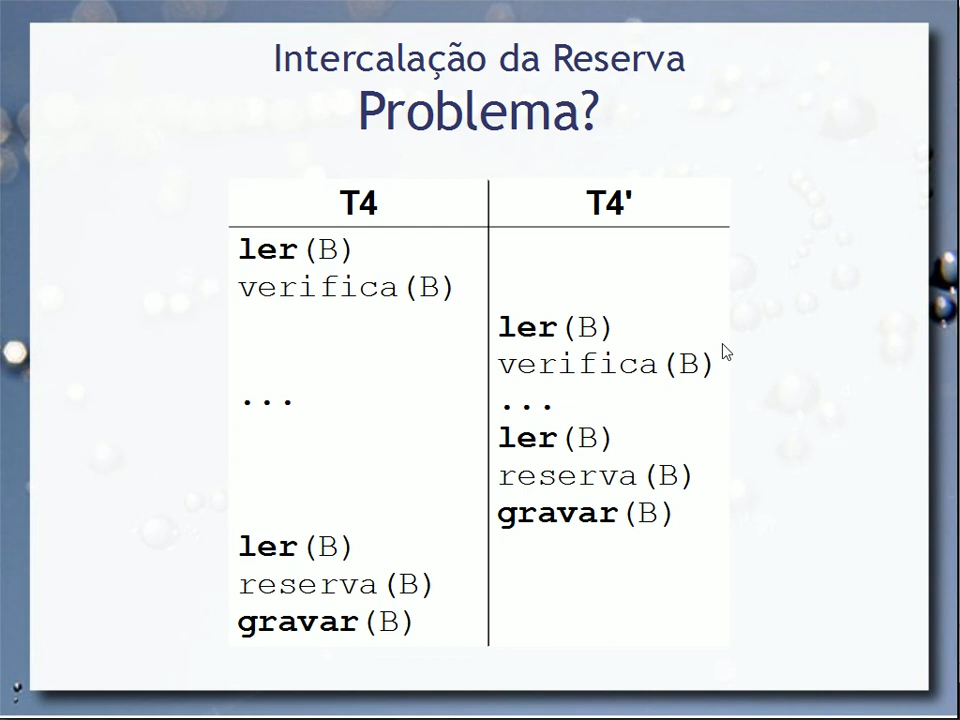 Intercalação da Reserva
Problema?
T4 T4'
ler(B)
verifica(B)
ler(B)
verifica(B)
... ...
ler(B)
reserva(B)
gravar(B)
ler(B)
reserva(B)
gravar(B)